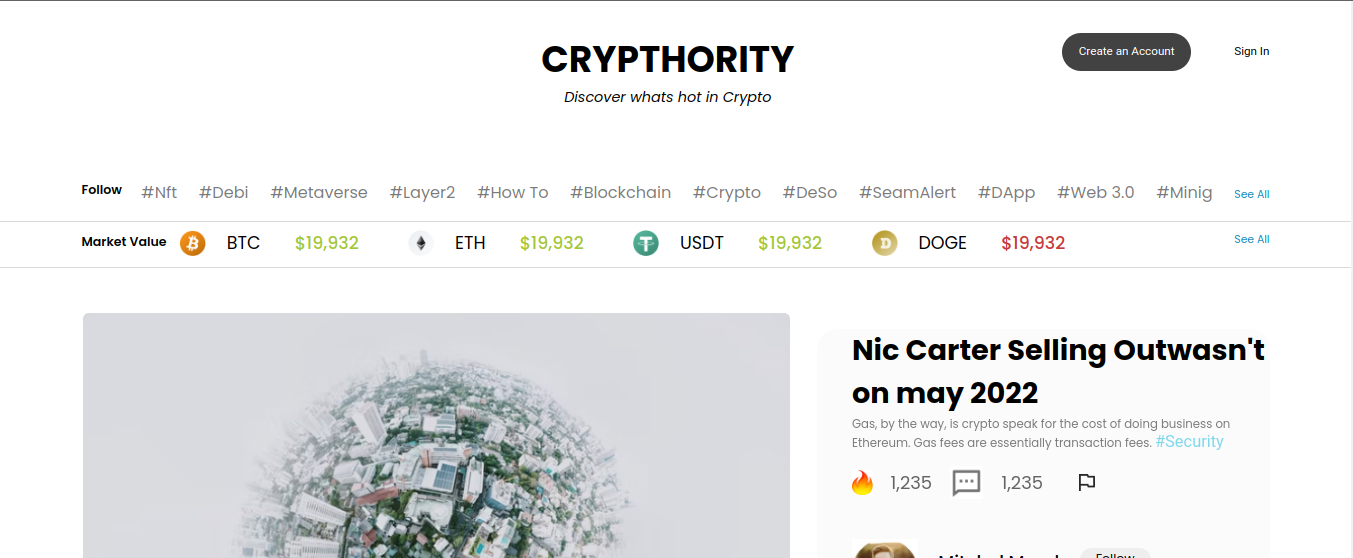 CRYPTHORITY
Create an Account
Sign In
Discover whats hot in Crypto
Follow #Nft #Debi #Metaverse #Layer2 #How To #Blockchain #Crypto #DeSo #SeamAlert #DApp #Web 3.0 #Minig See All
Market Value BTC $19,932 ETH $19,932 USDT $19,932 DOGE $19,932 See All
Nic Carter Selling Outwasn't
on may 2022
Gas, by the way, is crypto speak for the cost of doing business on
Ethereum. Gas fees are essentially transaction fees. #Security
1,235 1,235
Follow